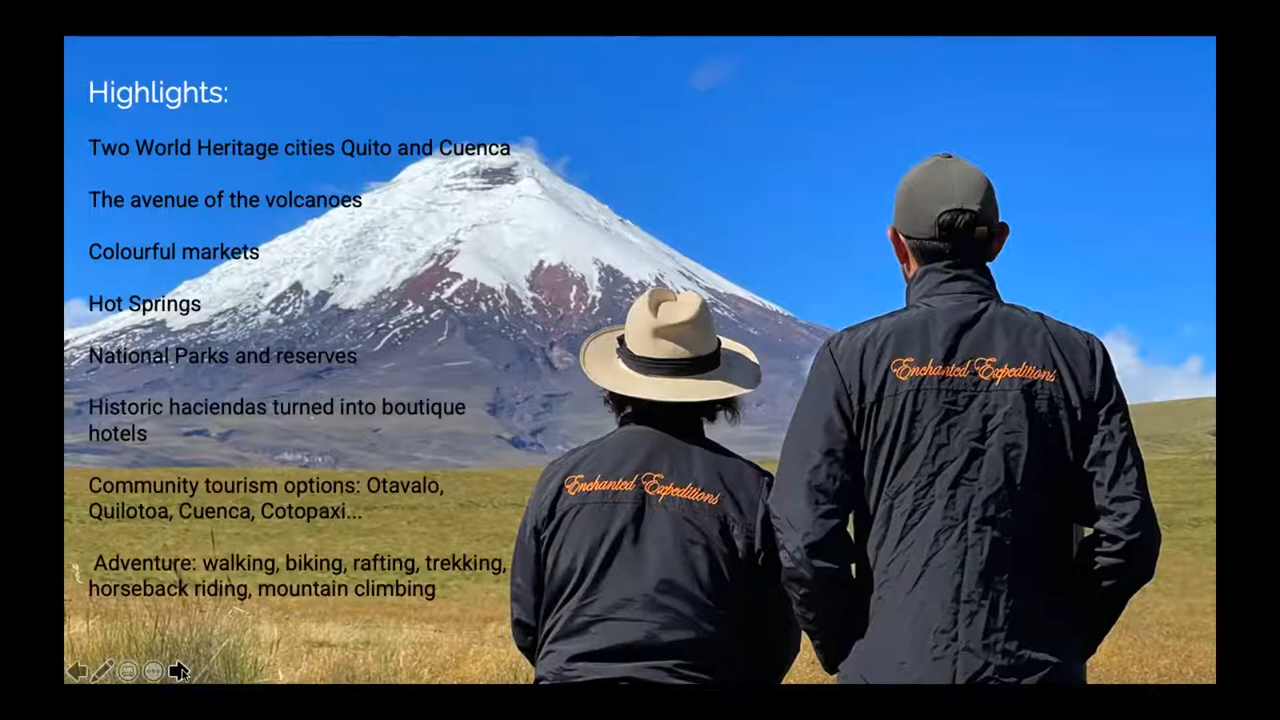 Highlights:
Two World Heritage cities Quito and Cuenca
The avenue of the volcanoes
Colourful markets
Hot Springs
National Parks and reserves
Historic haciendas turned into boutique
hotels
Community tourism options: Otavalo,
Quilotoa, Cuenca, Cotopaxi...
Adventure: walking, biking, rafting, trekking,
horseback riding, mountain climbing
Enchanted Expeditions
Enchanted Expeditions